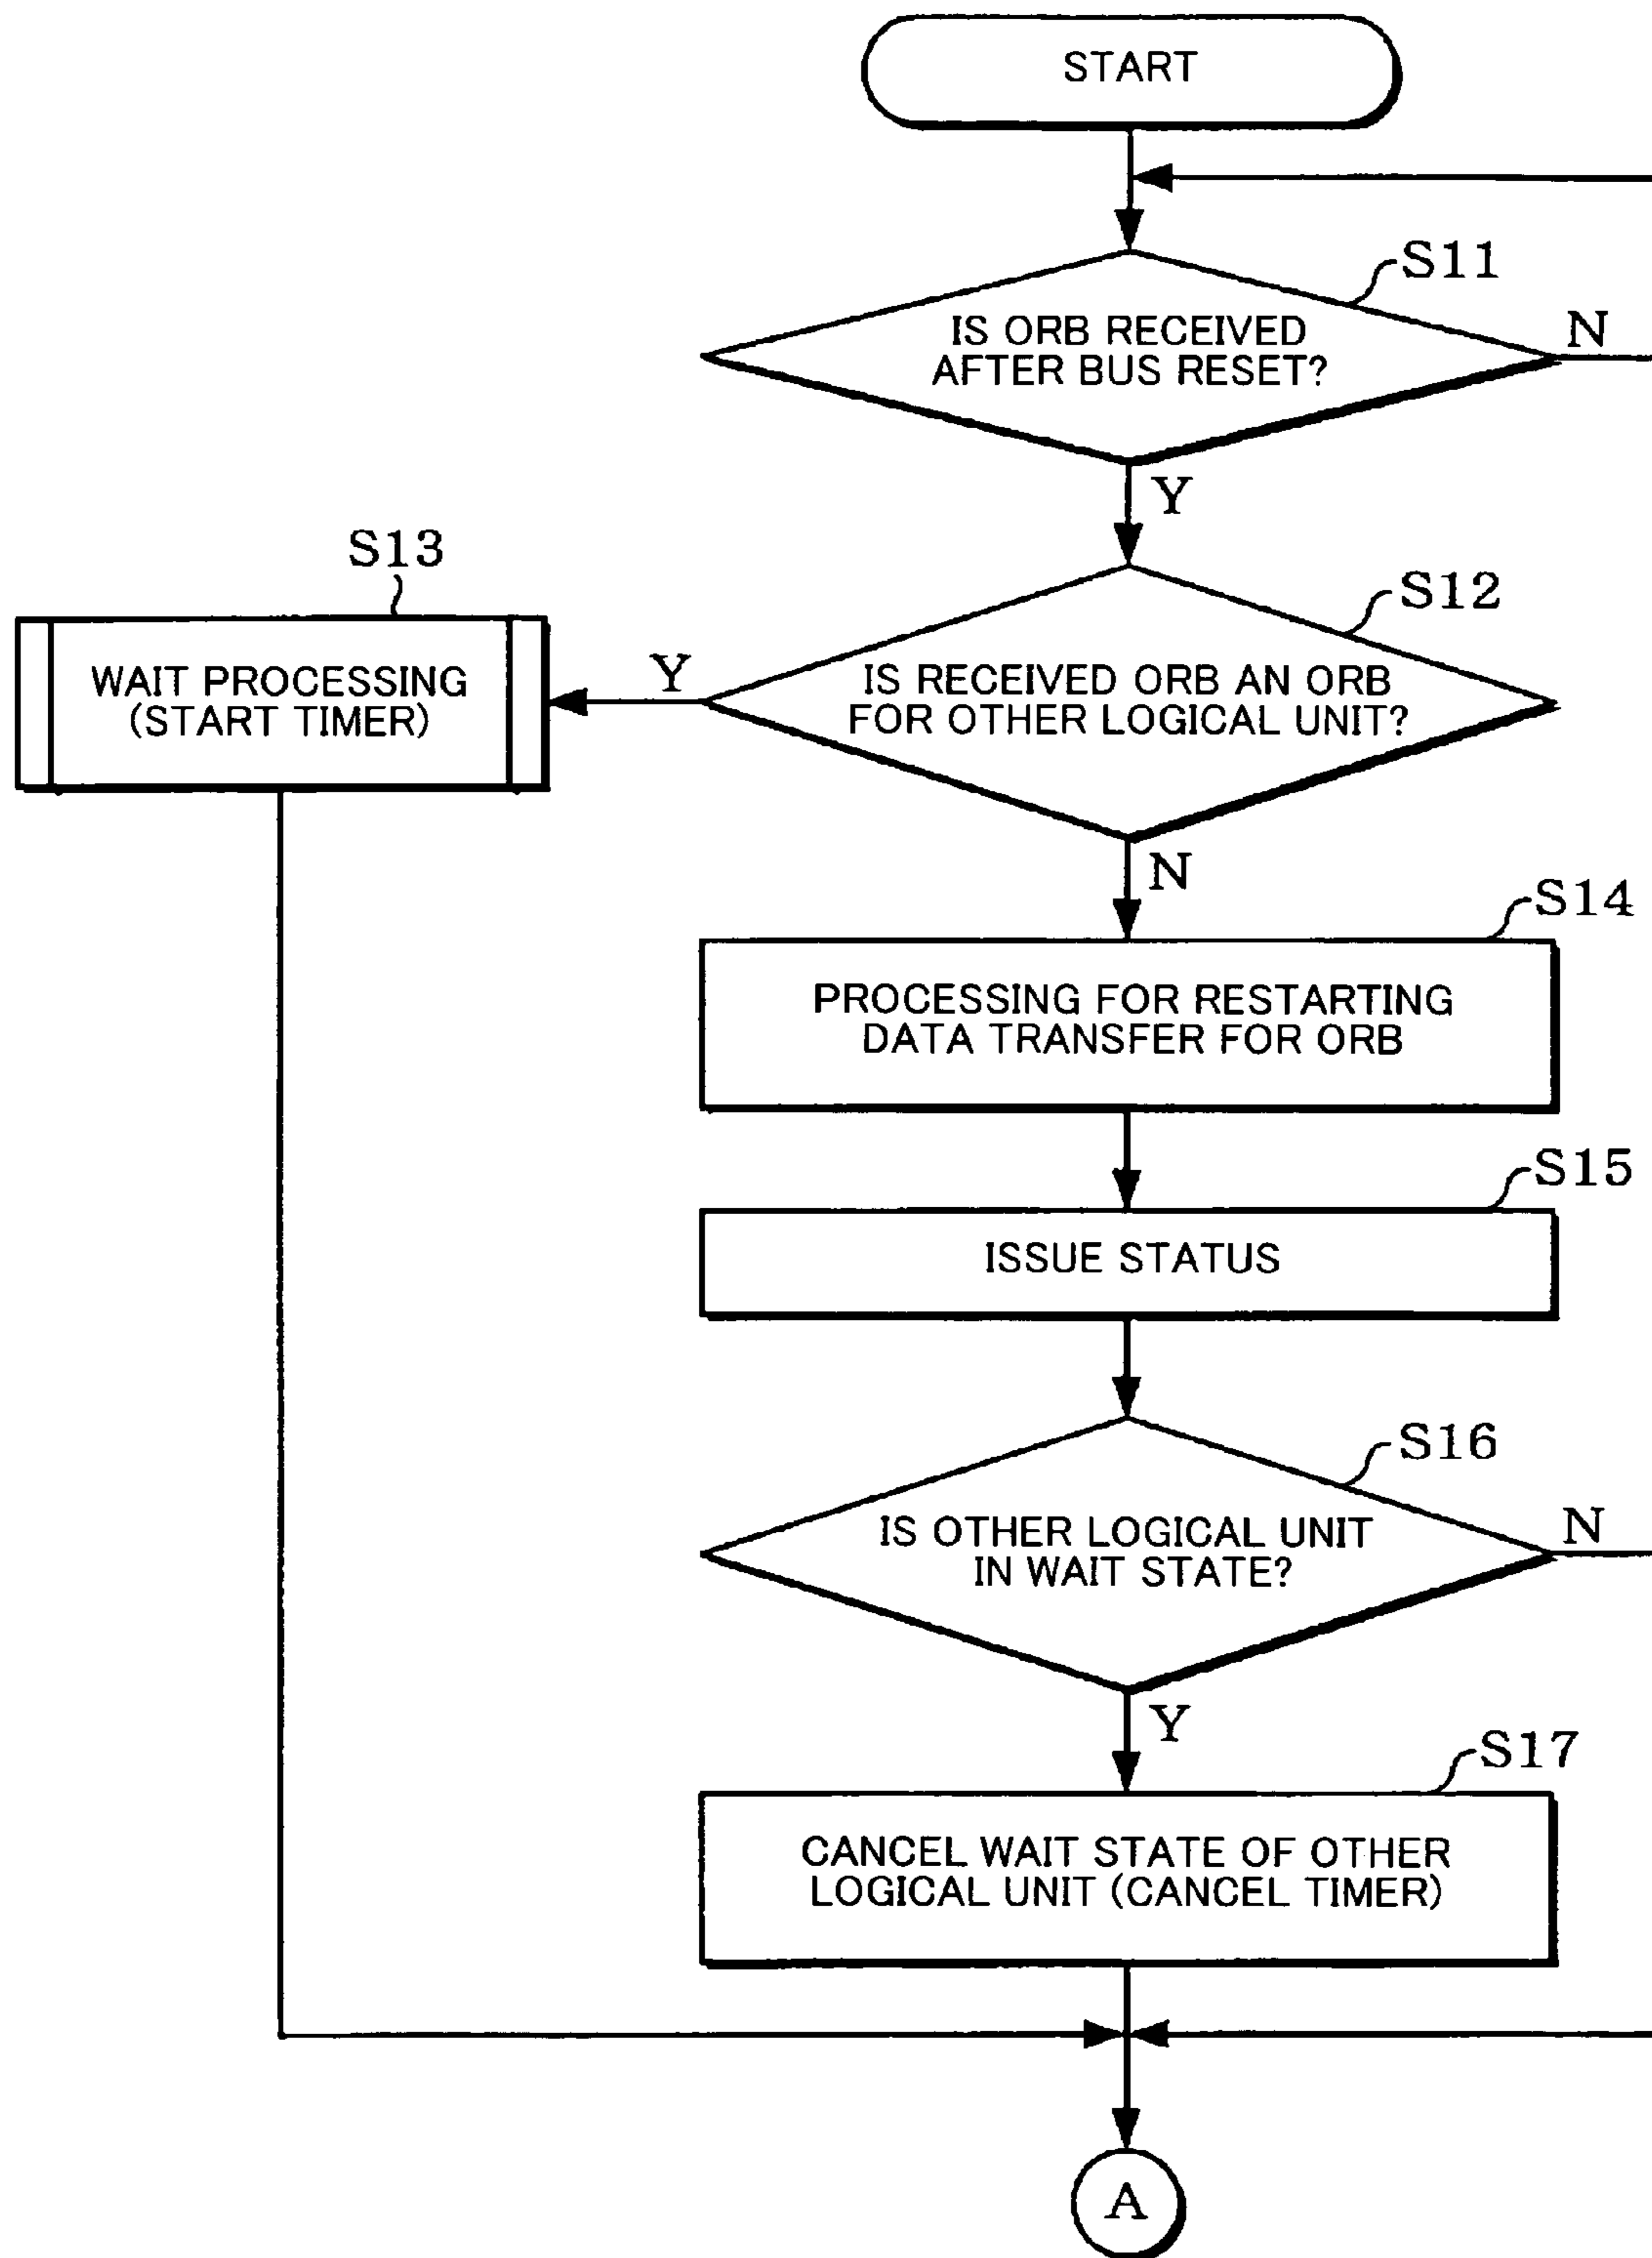 START
S11
IS ORB RECEIVED
AFTER BUS RESET?
N
Y
S13
S12
WAIT PROCESSING
(START TIMER)
Y
IS RECEIVED ORB AN ORB
FOR OTHER LOGICAL UNIT?
N
S14
PROCESSING FOR RESTARTING
DATA TRANSFER FOR ORB
S15
ISSUE STATUS
S16
IS OTHER LOGICAL UNIT
IN WAIT STATE?
N
Y
S17
CANCEL WAIT STATE OF OTHER
LOGICAL UNIT (CANCEL TIMER)
A